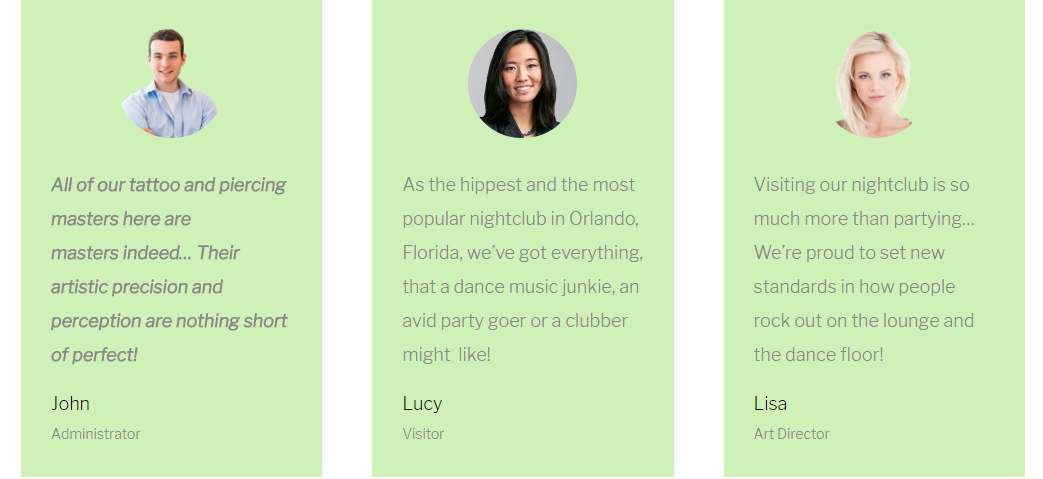 All of our tattoo and piercing
masters here are
masters indeed... Their
artistic precision and
perception are nothing short
of perfect!
John
Administrator
As the hippest and the most
popular nightclub in Orlando,
Florida, we’ve got everything,
that a dance music junkie, an
avid party goer or a clubber
might  like!
Lucy
Visitor
Visiting our nightclub is so
much more than partying...
We’re proud to set new
standards in how people
rock out on the lounge and
the dance floor!
Lisa
Art Director